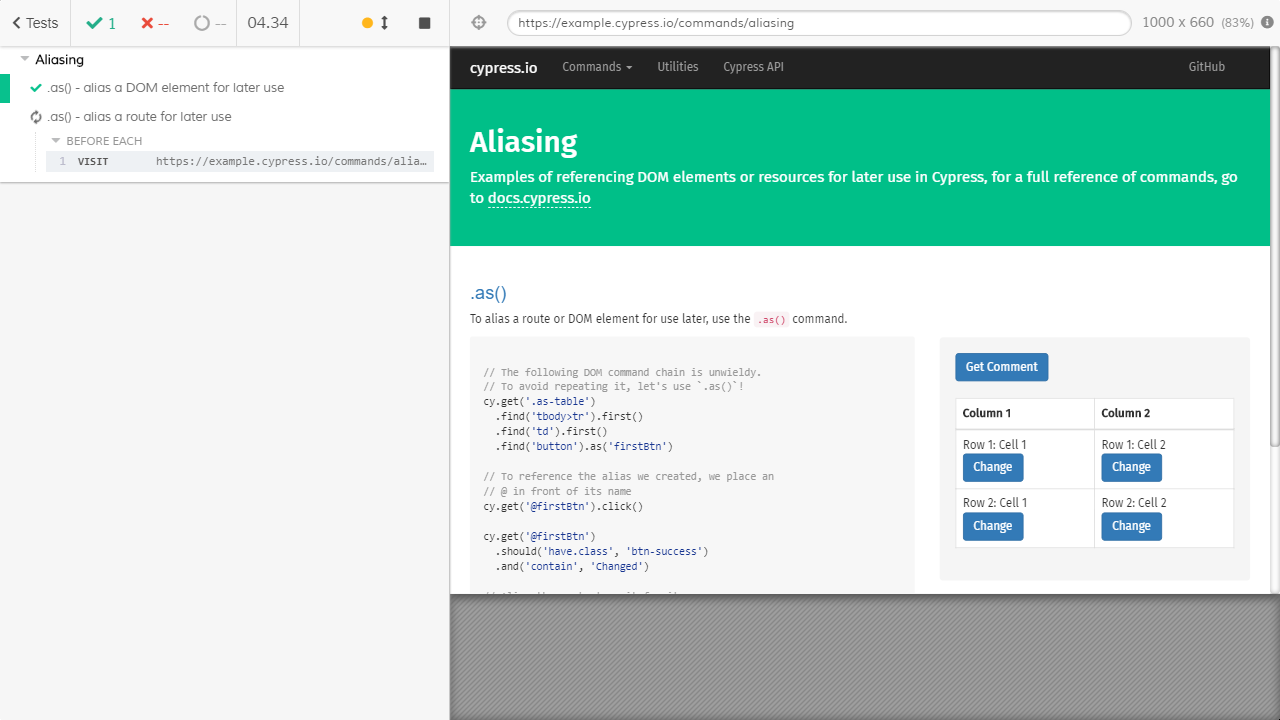 Tests 1 -- -- 04.34
https://example.cypress.io/commands/aliasing 1000 x 660 (83%)
Aliasing
.as() - alias a DOM element for later use
.as() - alias a route for later use
BEFORE EACH
1 VISIT https://example.cypress.io/commands/alia…
cypress.io Commands Utilities Cypress API GitHub
Aliasing
Examples of referencing DOM elements or resources for later use in Cypress, for a full reference of commands, go
to docs.cypress.io
.as()
To alias a route or DOM element for use later, use the .as() command.
// The following DOM command chain is unwieldy.
// To avoid repeating it, let's use `.as()`!
cy.get('.as-table')
.find('tbody>tr').first()
.find('td').first()
.find('button').as('firstBtn')
// To reference the alias we created, we place an
// @ in front of its name
cy.get('@firstBtn').click()
cy.get('@firstBtn')
.should('have.class', 'btn-success')
.and('contain', 'Changed')
Get Comment
Column 1 Column 2
Row 1: Cell 1 Row 1: Cell 2
Change Change
Row 2: Cell 1 Row 2: Cell 2
Change Change